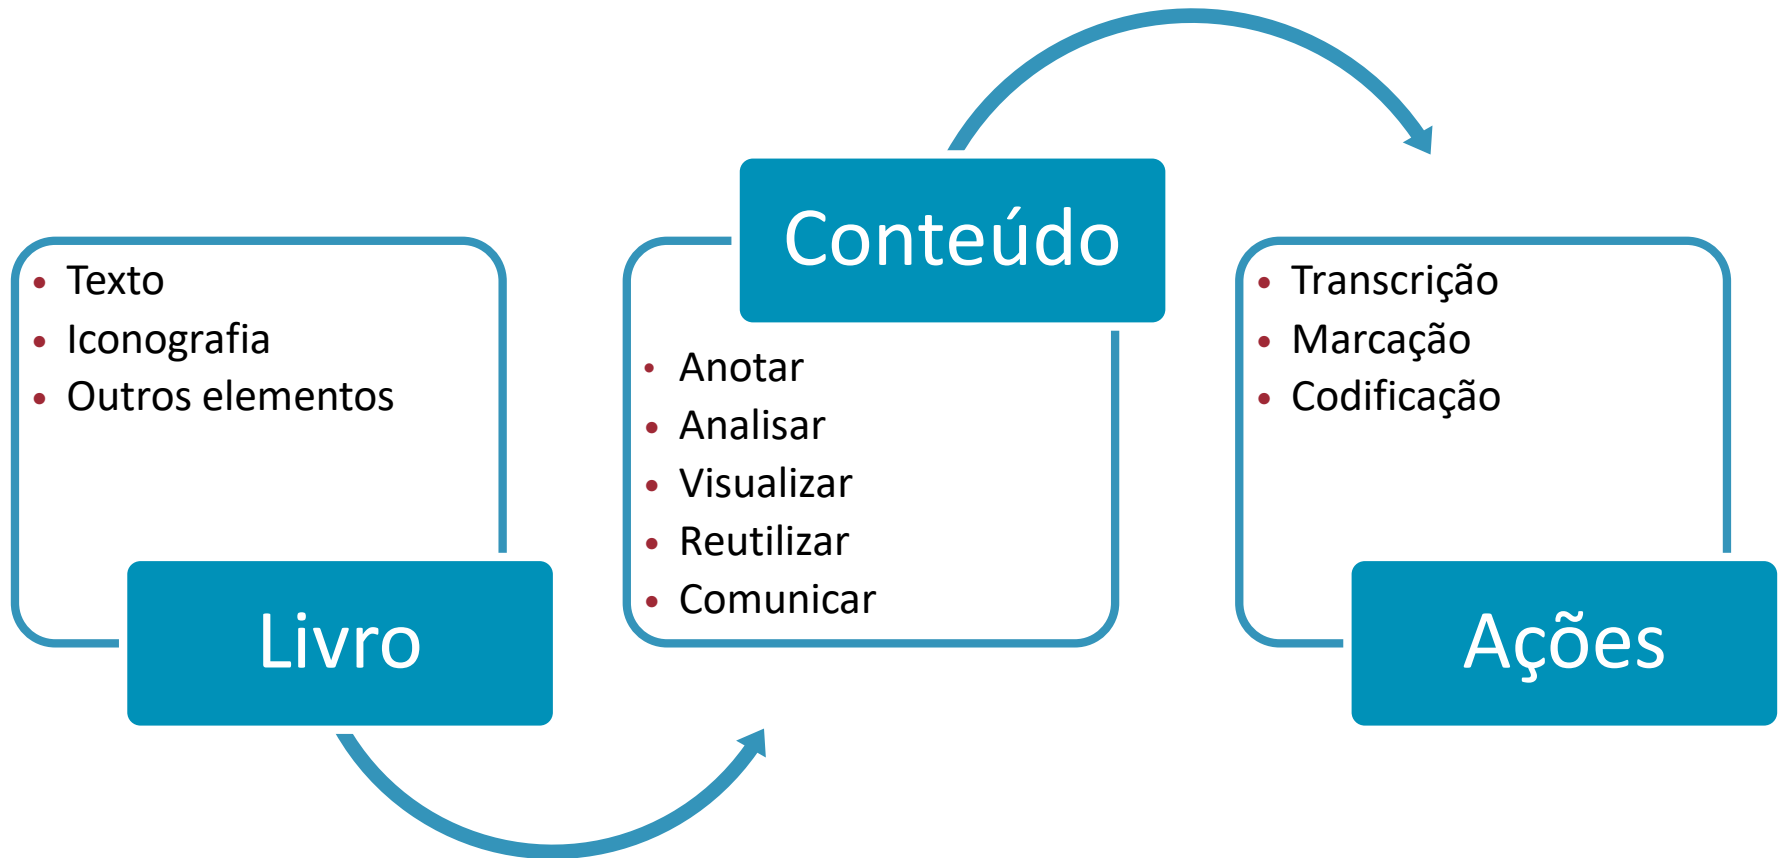 Texto
Iconografia
Outros elementos
Livro
Conteúdo
Anotar
Analisar
Visualizar
Reutilizar
Comunicar
Transcrição
Marcação
Codificação
Ações